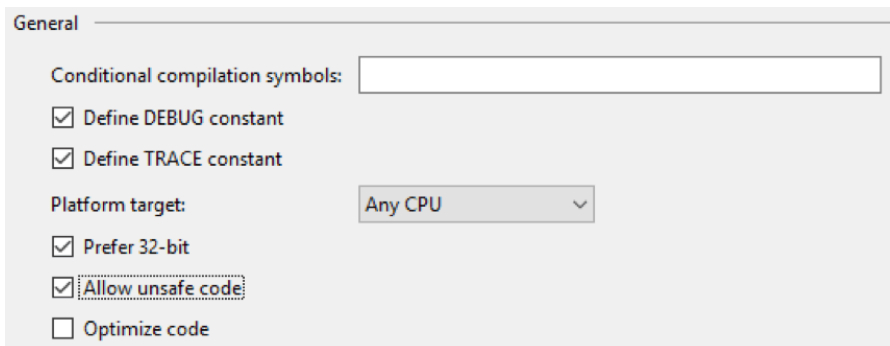 General
Conditional compilation symbols:
Define DEBUG constant
Define TRACE constant
Platform target: Any CPU
Prefer 32-bit
Allow unsafe code
Optimize code